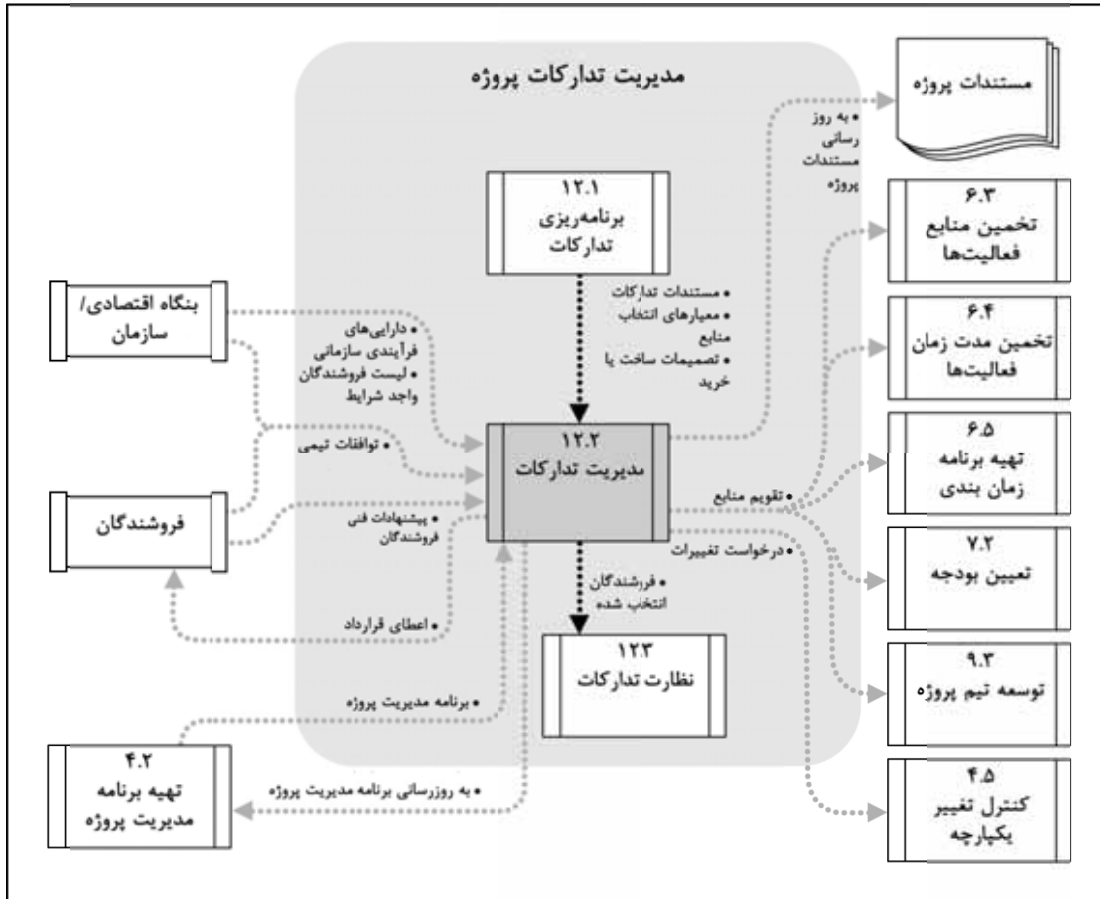 مدیریت تدارکات پروژه
مستندات پروژه
• به روز
رسانی
مستندات
پروژه
۱۲.۱
برنامه‌ریزی
تدارکات
۶.۳
تخمین منابع
فعالیت‌ها
بنگاه اقتصادی/
سازمان
• دارایی‌های
فرآیندی سازمانی
• لیست فروشندگان
واجد شرایط
• مستندات تدارکات
• معیارهای انتخاب
منابع
• تصمیمات ساخت یا
خرید
۶.۴
تخمین مدت زمان
فعالیت‌ها
۱۲.۲
مدیریت تدارکات
• توافقات تیمی
۶.۵
تهیه برنامه
زمان بندی
• تقویم منابع
فروشندگان
• پیشنهادات فنی
فروشندگان
• درخواست تغییرات
۷.۲
تعیین بودجه
• فررشندگان
انتخاب شده
• اعطای قرارداد
۱۲۳
نظارت تدارکات
۹.۳
توسعه تیم پروژه
• برنامه مدیریت پروژه
۴.۲
تهیه برنامه
مدیریت پروژه
• به روزرسانی برنامه مدیریت پروژه
۴.۵
کنترل تغییر
یکپارچه